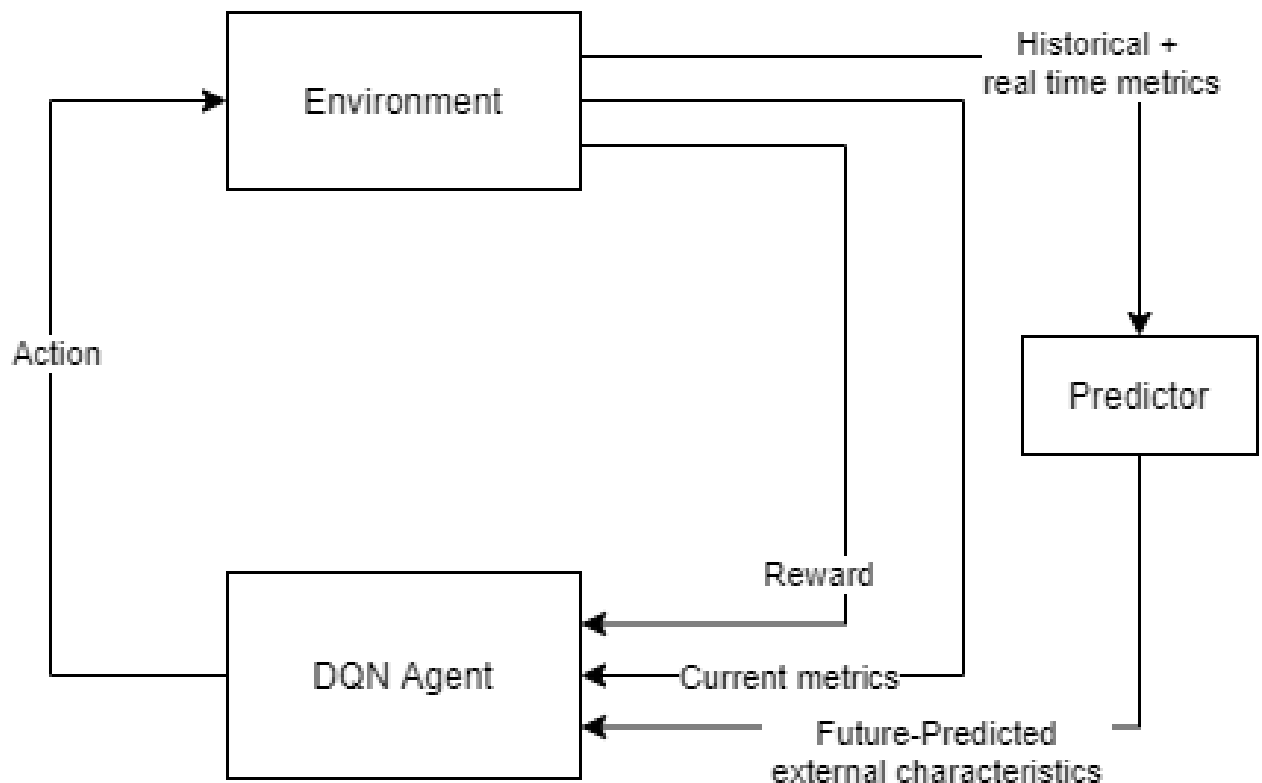 Historical +
real time metrics
Environment
Action
Predictor
Reward
DQN Agent
Current metrics
Future-Predicted
external characteristics